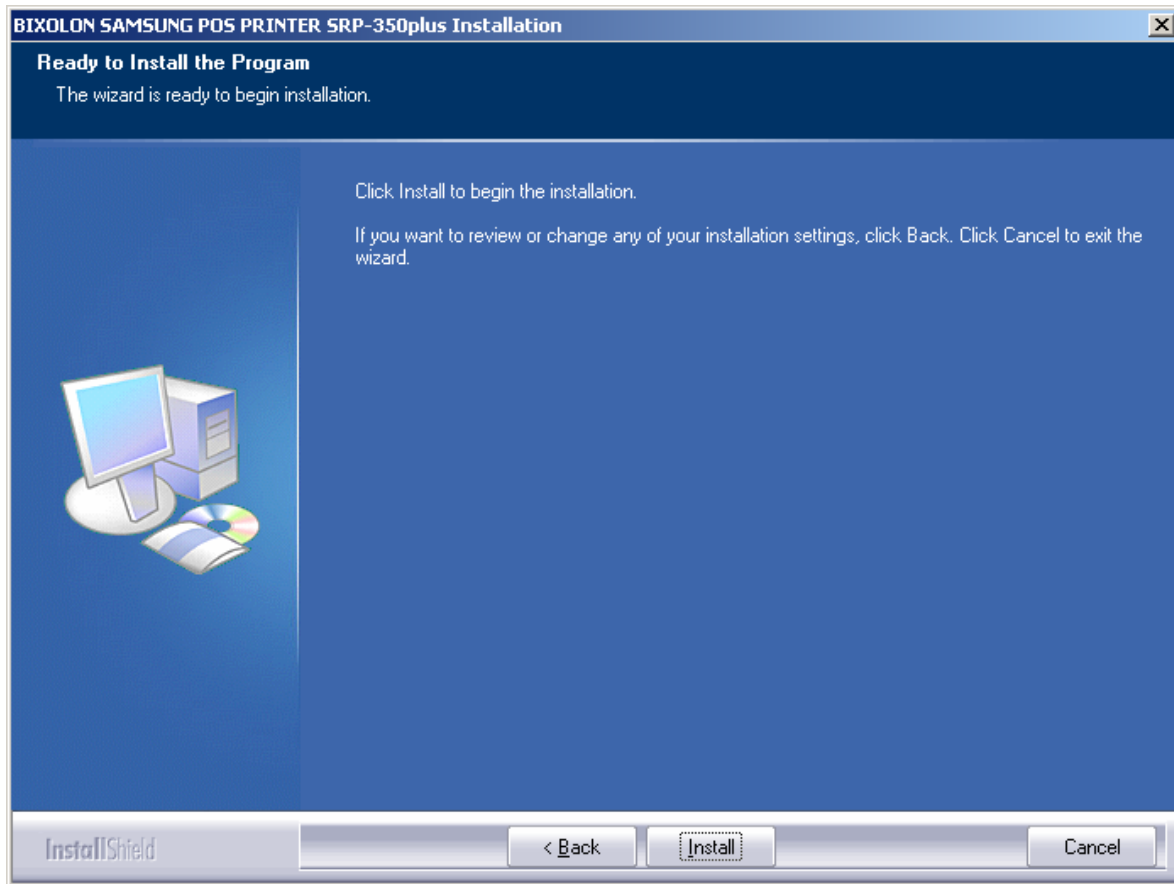 BIXOLON SAMSUNG POS PRINTER SRP-350plus Installation
Ready to Install the Program
The wizard is ready to begin installation.
Click Install to begin the installation.
If you want to review or change any of your installation settings, click Back. Click Cancel to exit the
wizard.
InstallShield
< Back
Install
Cancel